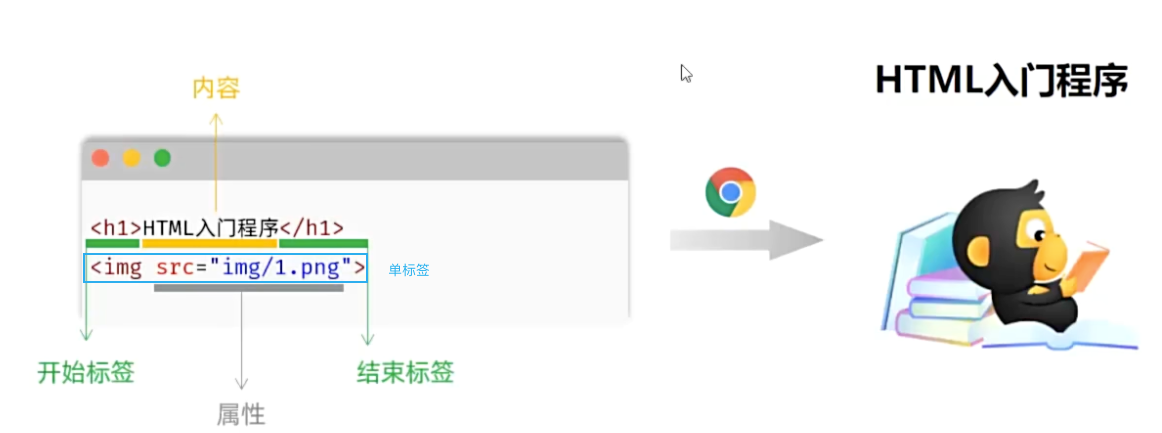 内容
<h1>HTML入门程序</h1>
<img src="img/1.png">
单标签
开始标签
结束标签
属性
HTML入门程序